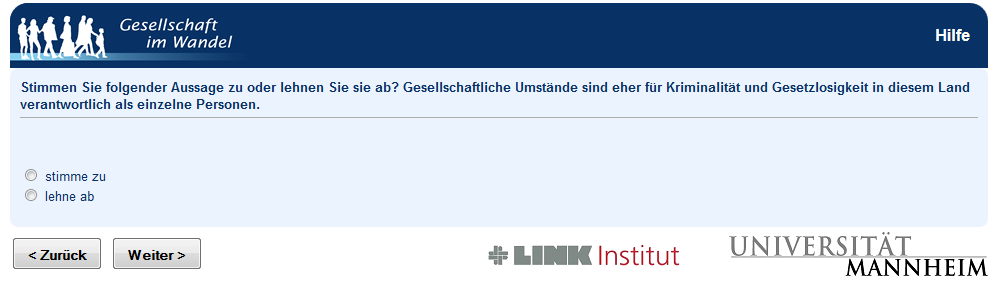 Gesellschaft
im Wandel
Hilfe
Stimmen Sie folgender Aussage zu oder lehnen Sie sie ab? Gesellschaftliche Umstände sind eher für Kriminalität und Gesetzlosigkeit in diesem Land
verantwortlich als einzelne Personen.
stimme zu
lehne ab
< Zurück
Weiter >
LINK Institut
UNIVERSITÄT
MANNHEIM